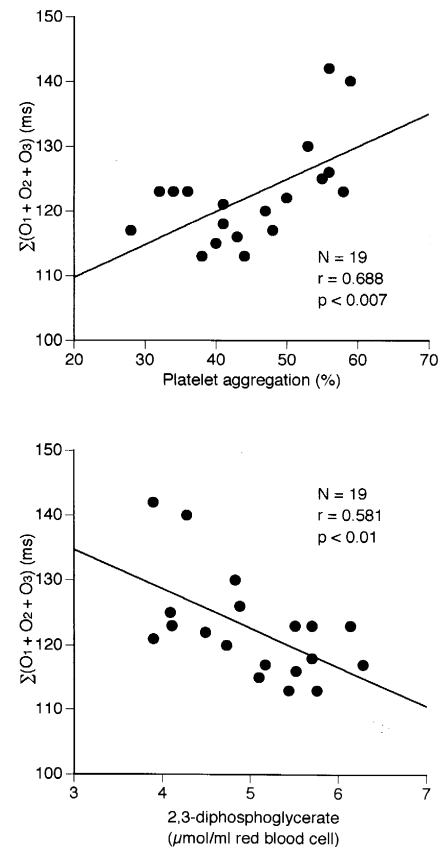 150
140
130
120
110
100
Σ(O1 + O2 + O3) (ms)
N = 19
r = 0.688
p < 0.007
20 30 40 50 60 70
Platelet aggregation (%)
150
140
130
120
110
100
Σ(O1 + O2 + O3) (ms)
N = 19
r = 0.581
p < 0.01
3 4 5 6 7
2,3-diphosphoglycerate
(µmol/ml red blood cell)